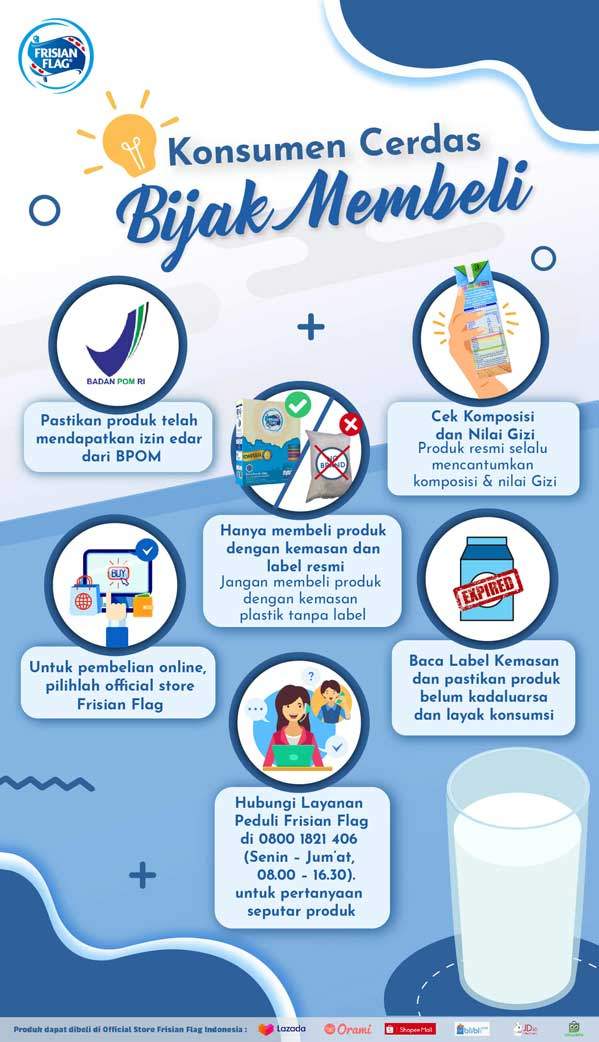 FRISIAN
FLAG
Konsumen Cerdas
Bijak Membeli
BADAN POM RI
Pastikan produk telah
mendapatkan izin edar
dari BPOM
Cek Komposisi
dan Nilai Gizi
Produk resmi selalu
mencantumkan
komposisi & nilai Gizi
NO
BRAND
Hanya membeli produk
dengan kemasan dan
label resmi
Jangan membeli produk
dengan kemasan
plastik tanpa label
BUY
Untuk pembelian online,
pilihlah official store
Frisian Flag
EXPIRED
Baca Label Kemasan
dan pastikan produk
belum kadaluarsa
dan layak konsumsi
Hubungi Layanan
Peduli Frisian Flag
di 0800 1821 406
(Senin – Jum'at,
08.00 – 16.30).
untuk pertanyaan
seputar produk
Produk dapat dibeli di Official Store Frisian Flag Indonesia : Lazada Orami Shopee Mall blibli JD.id